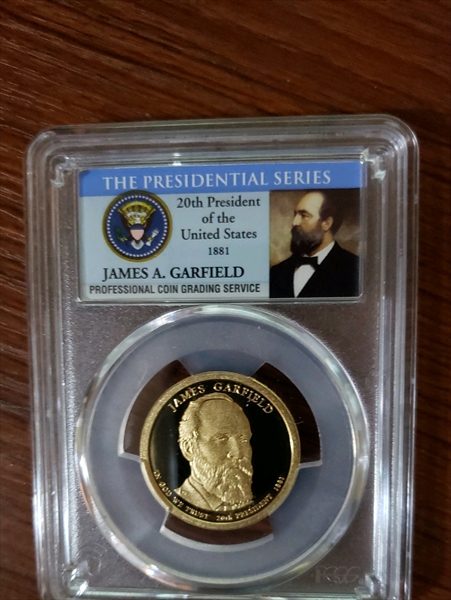 THE PRESIDENTIAL SERIES
20th President
of the
United States
1881
JAMES A. GARFIELD
PROFESSIONAL COIN GRADING SERVICE
JAMES GARFIELD
IN GOD WE TRUST 20th PRESIDENT 1881
PCGS